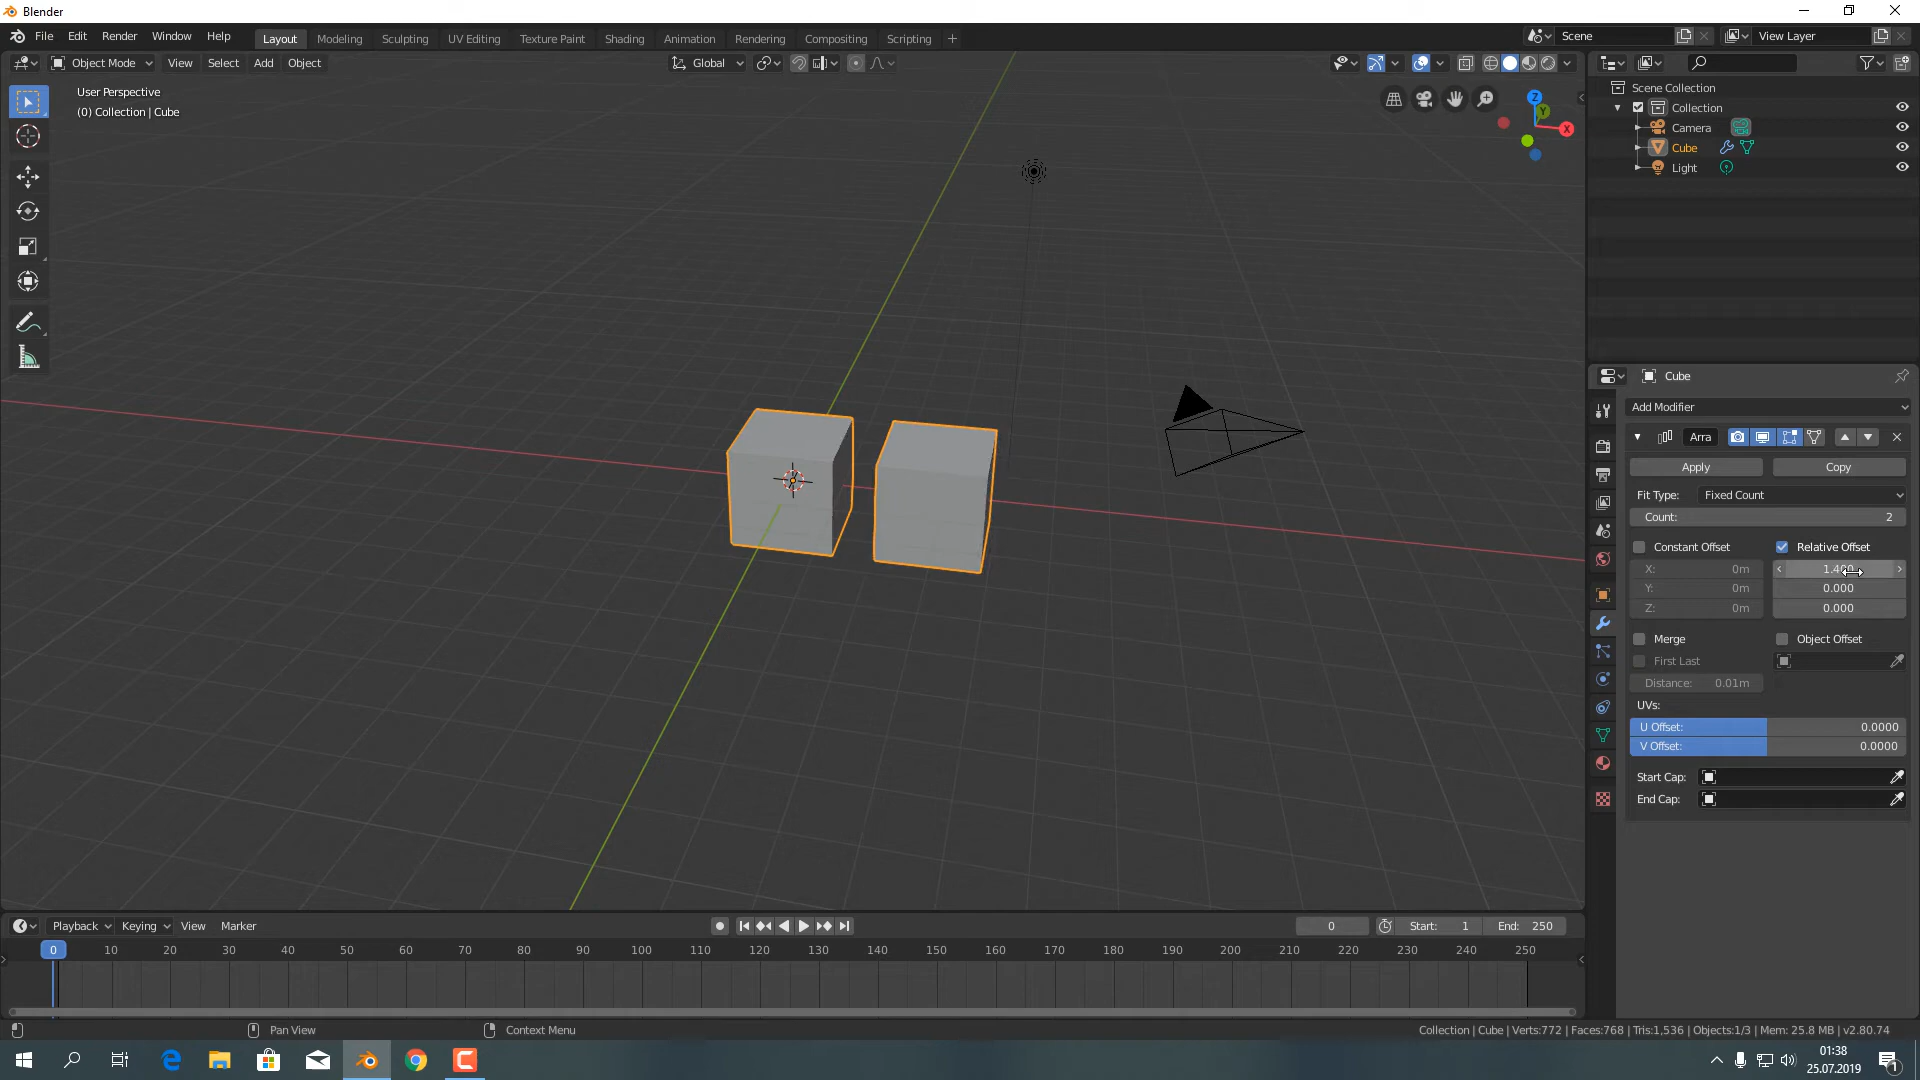 Blender
File Edit Render Window Help
Layout Modeling Sculpting UV Editing Texture Paint Shading Animation Rendering Compositing Scripting +
Scene View Layer
Object Mode View Select Add Object
Global
User Perspective
(0) Collection | Cube
Z
Y
X
Scene Collection
Collection
Camera
Cube
Light
Cube
Add Modifier
Arra
Apply Copy
Fit Type: Fixed Count
Count: 2
Constant Offset Relative Offset
X: 0m
Y: 0m 0.000
Z: 0m 0.000
Merge Object Offset
First Last
Distance: 0.01m
UVs:
U Offset: 0.0000
V Offset: 0.0000
Start Cap:
End Cap:
Playback Keying View Marker
0 Start: 1 End: 250
0 10 20 30 40 50 60 70 80 90 100 110 120 130 140 150 160 170 180 190 200 210 220 230 240 250
Pan View Context Menu
Collection | Cube | Verts:772 | Faces:768 | Tris:1,536 | Objects:1/3 | Mem: 25.8 MB | v2.80.74
01:38
25.07.2019
1